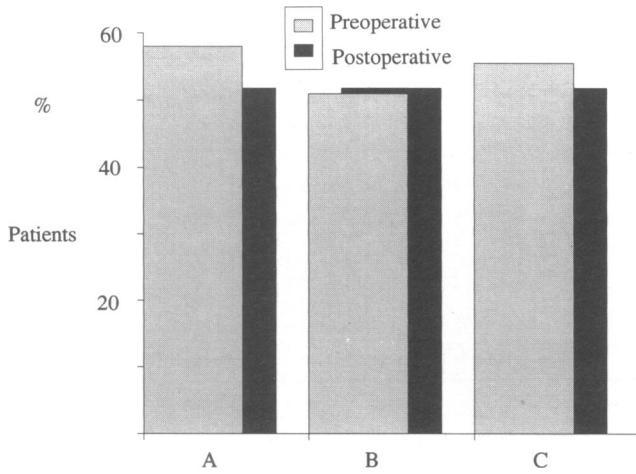 60
Preoperative
Postoperative
%
40
Patients
20
A B C